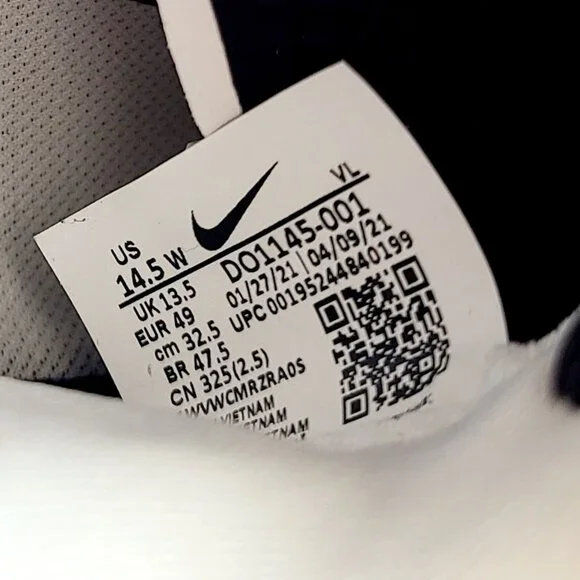 US
14.5 W
VL
UK 13.5
DO1145-001
EUR 49
01/27/21 | 04/09/21
cm 32.5
UPC 00195244840199
BR 47.5
CN 325(2.5)
WVWCMRZRA0S
VIETNAM